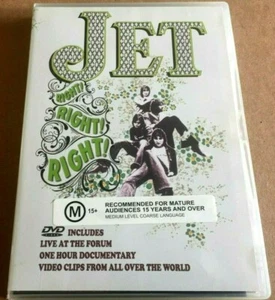 JET
RIGHT!
RIGHT!
RIGHT!
M 15+
RECOMMENDED FOR MATURE
AUDIENCES 15 YEARS AND OVER
MEDIUM LEVEL COARSE LANGUAGE
DVD INCLUDES
LIVE AT THE FORUM
ONE HOUR DOCUMENTARY
VIDEO CLIPS FROM ALL OVER THE WORLD